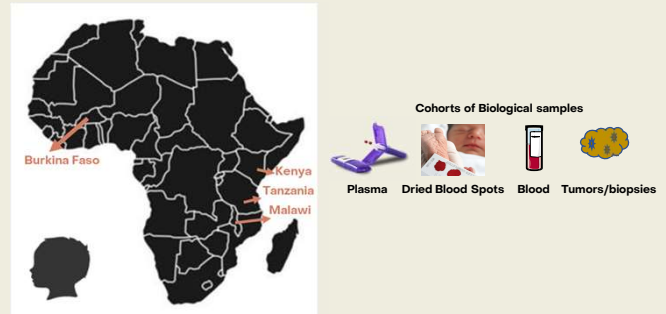 Burkina Faso
Kenya
Tanzania
Malawi
Cohorts of Biological samples
Plasma Dried Blood Spots Blood Tumors/biopsies